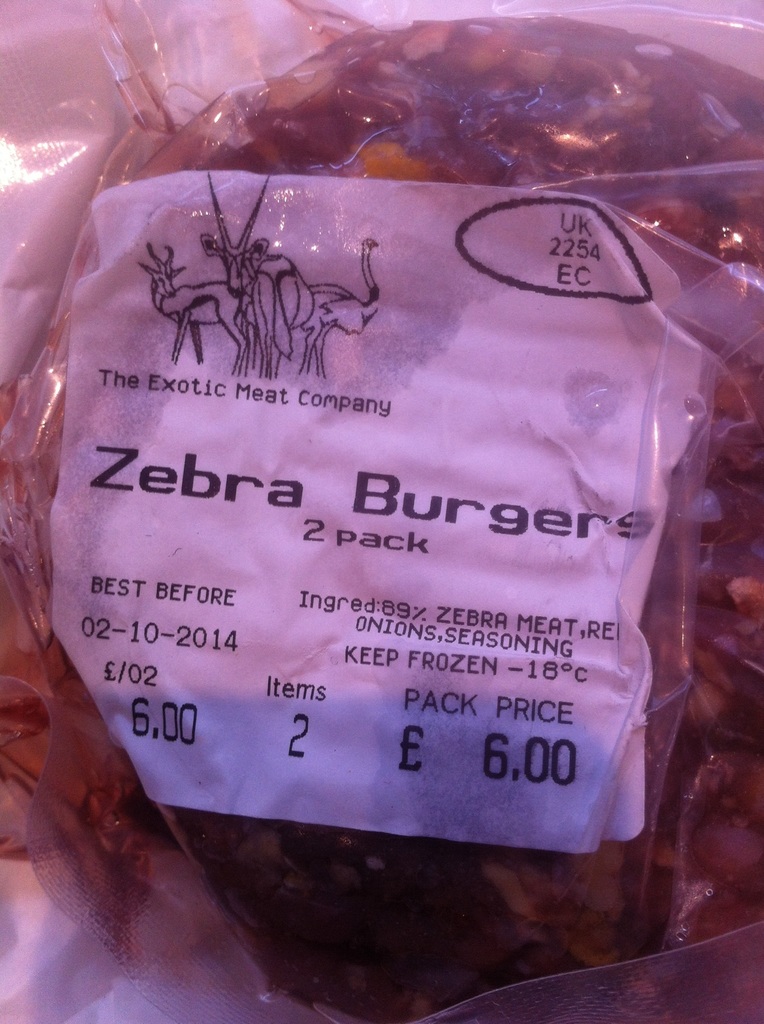 UK
2254
EC
The Exotic Meat Company
Zebra Burgers
2 pack
BEST BEFORE
02-10-2014
Ingred:89% ZEBRA MEAT,RE
ONIONS,SEASONING
KEEP FROZEN -18°c
£/02
6.00
Items
2
PACK PRICE
£ 6.00